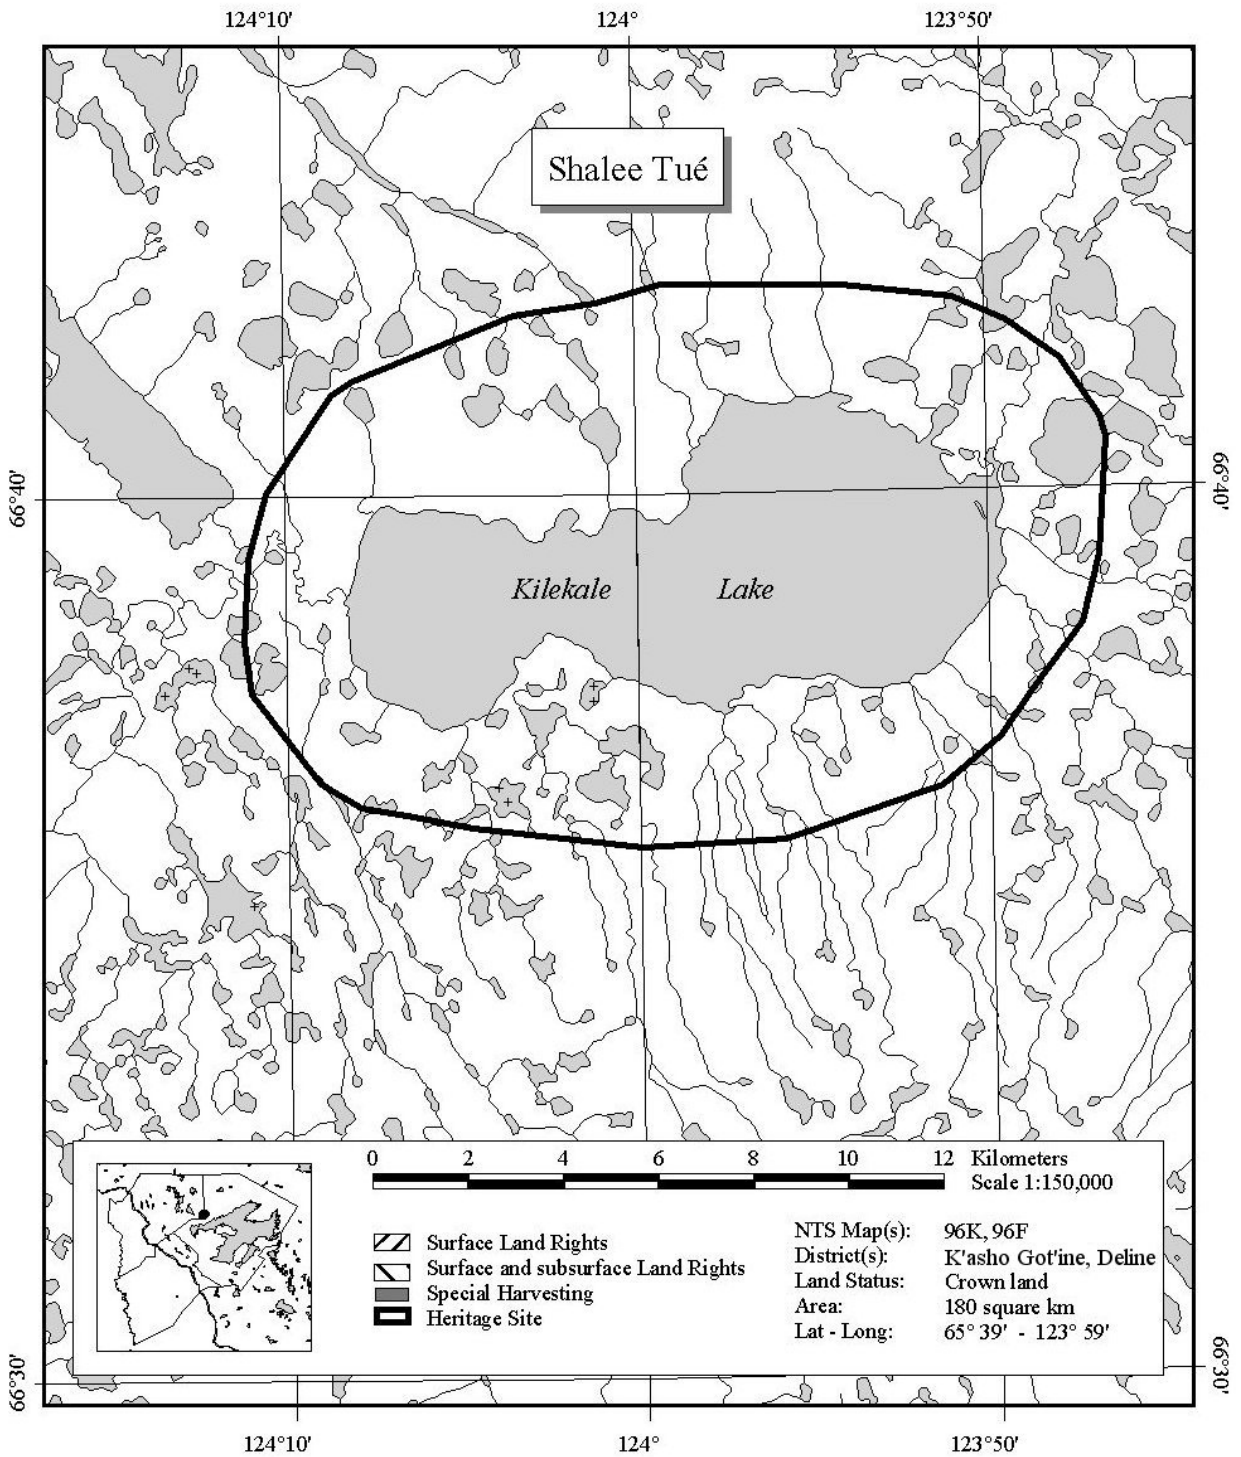 124°10' 124° 123°50'
Shalee Tué
66°40' 66°40'
Kilekale Lake
0 2 4 6 8 10 12 Kilometers
Scale 1:150,000
Surface Land Rights
Surface and subsurface Land Rights
Special Harvesting
Heritage Site
NTS Map(s): 96K, 96F
District(s): K'asho Got'ine, Deline
Land Status: Crown land
Area: 180 square km
Lat - Long: 65° 39' - 123° 59'
66°30' 66°30'
124°10' 124° 123°50'